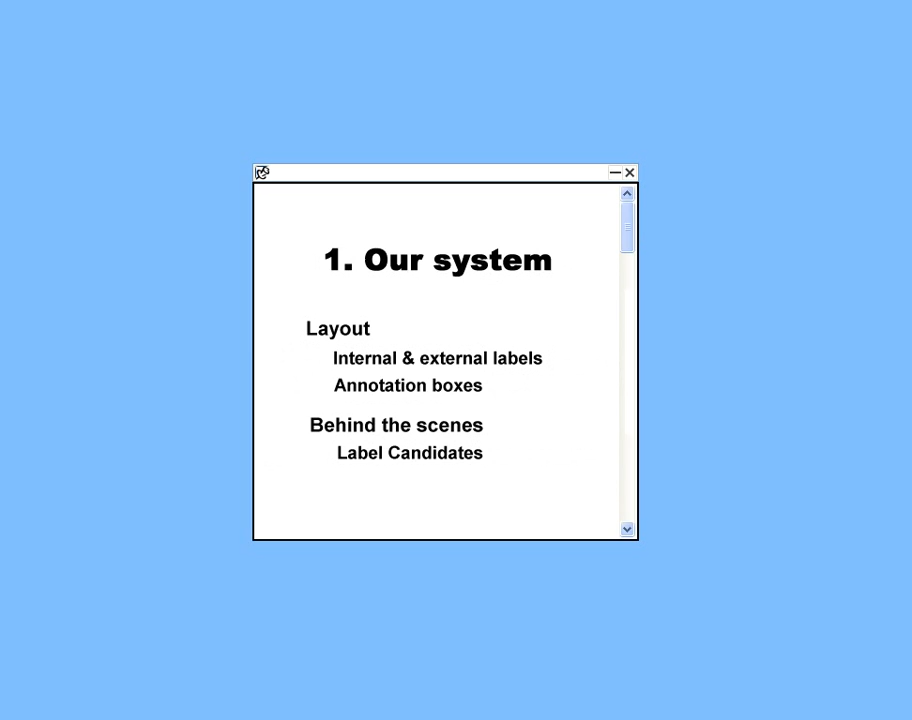 1. Our system
Layout
Internal & external labels
Annotation boxes
Behind the scenes
Label Candidates